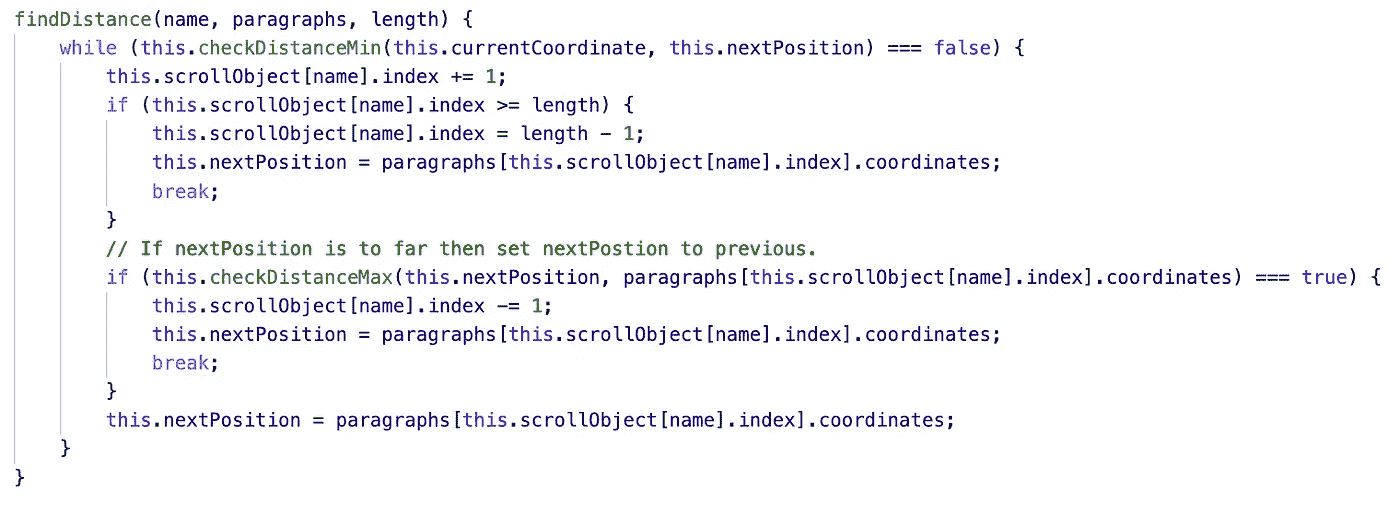 findDistance(name, paragraphs, length) {
while (this.checkDistanceMin(this.currentCoordinate, this.nextPosition) === false) {
this.scrollObject[name].index += 1;
if (this.scrollObject[name].index >= length) {
this.scrollObject[name].index = length - 1;
this.nextPosition = paragraphs[this.scrollObject[name].index].coordinates;
break;
}
// If nextPosition is to far then set nextPostion to previous.
if (this.checkDistanceMax(this.nextPosition, paragraphs[this.scrollObject[name].index].coordinates) === true) {
this.scrollObject[name].index -= 1;
this.nextPosition = paragraphs[this.scrollObject[name].index].coordinates;
break;
}
this.nextPosition = paragraphs[this.scrollObject[name].index].coordinates;
}
}